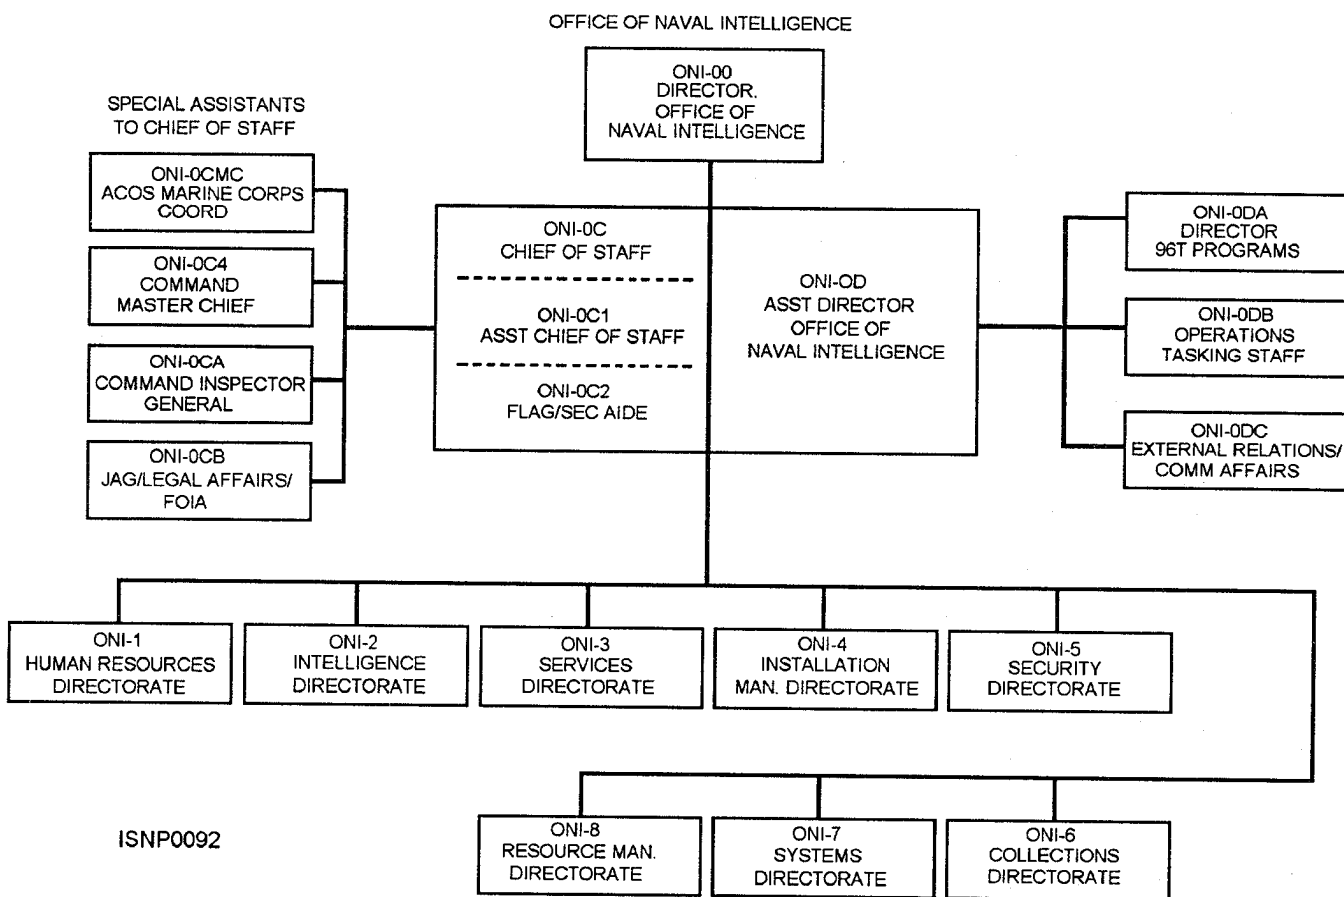 OFFICE OF NAVAL INTELLIGENCE
ONI-00
DIRECTOR.
OFFICE OF
NAVAL INTELLIGENCE
SPECIAL ASSISTANTS
TO CHIEF OF STAFF
ONI-0CMC
ACOS MARINE CORPS
COORD
ONI-0C4
COMMAND
MASTER CHIEF
ONI-0CA
COMMAND INSPECTOR
GENERAL
ONI-0CB
JAG/LEGAL AFFAIRS/
FOIA
ONI-0C
CHIEF OF STAFF
ONI-0C1
ASST CHIEF OF STAFF
ONI-0C2
FLAG/SEC AIDE
ONI-OD
ASST DIRECTOR
OFFICE OF
NAVAL INTELLIGENCE
ONI-0DA
DIRECTOR
96T PROGRAMS
ONI-0DB
OPERATIONS
TASKING STAFF
ONI-0DC
EXTERNAL RELATIONS/
COMM AFFAIRS
ONI-1
HUMAN RESOURCES
DIRECTORATE
ONI-2
INTELLIGENCE
DIRECTORATE
ONI-3
SERVICES
DIRECTORATE
ONI-4
INSTALLATION
MAN. DIRECTORATE
ONI-5
SECURITY
DIRECTORATE
ONI-8
RESOURCE MAN.
DIRECTORATE
ONI-7
SYSTEMS
DIRECTORATE
ONI-6
COLLECTIONS
DIRECTORATE
ISNP0092